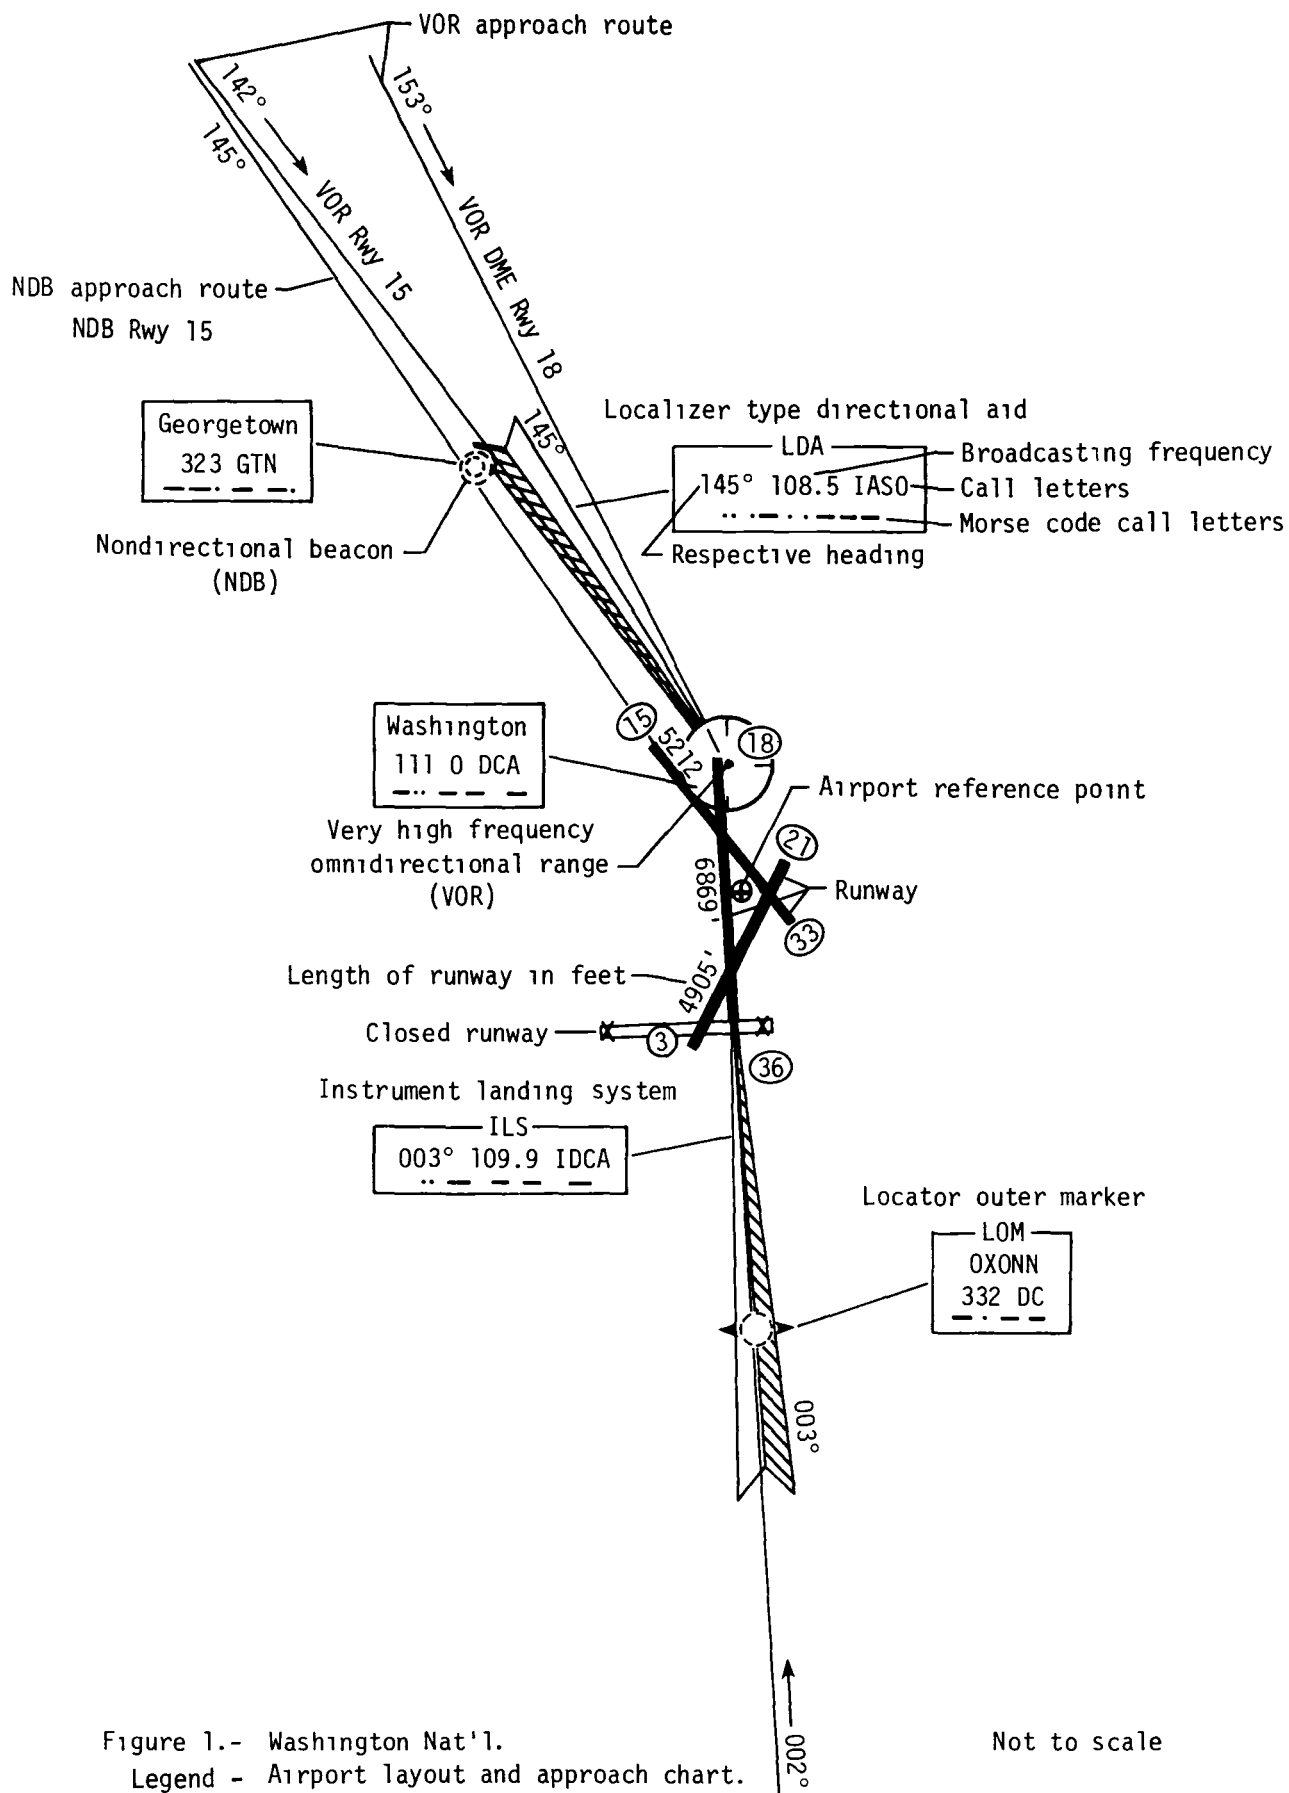 VOR approach route
142°
145°
153°
VOR Rwy 15
VOR DME Rwy 18
NDB approach route
NDB Rwy 15
145°
Localizer type directional aid
LDA
145° 108.5 IASO
Broadcasting frequency
Call letters
Morse code call letters
Respective heading
Georgetown
323 GTN
Nondirectional beacon
(NDB)
15
5212
18
Washington
111 0 DCA
Very high frequency
omnidirectional range
(VOR)
Airport reference point
21
6869'
Runway
33
Length of runway in feet
4905'
Closed runway
3
36
Instrument landing system
ILS
003° 109.9 IDCA
Locator outer marker
LOM
OXONN
332 DC
003°
002°
Figure 1.- Washington Nat'l.
Legend - Airport layout and approach chart.
Not to scale